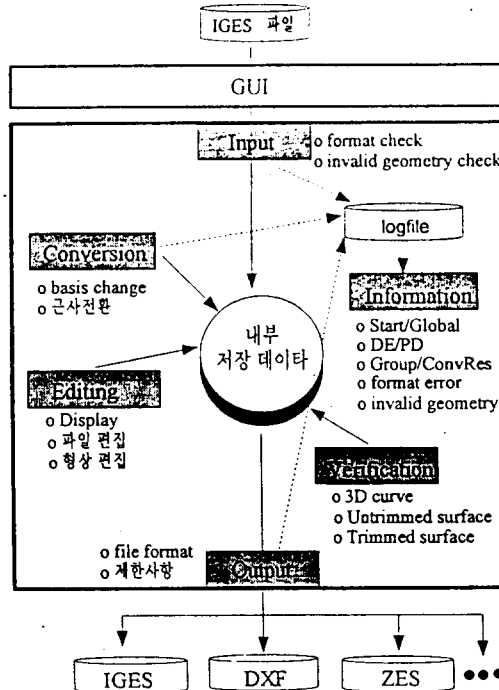 IGES 파일
GUI
Input
o format check
o invalid geometry check
logfile
Conversion
o basis change
o 근사전환
Information
o Start/Global
o DE/PD
o Group/ConvRes
o format error
o invalid geometry
내부
저장 데이타
Editing
o Display
o 파일 편집
o 형상 편집
Verification
o 3D curve
o Untrimmed surface
o Trimmed surface
o file format
o 제한사항
Output
IGES
DXF
ZES
●●●